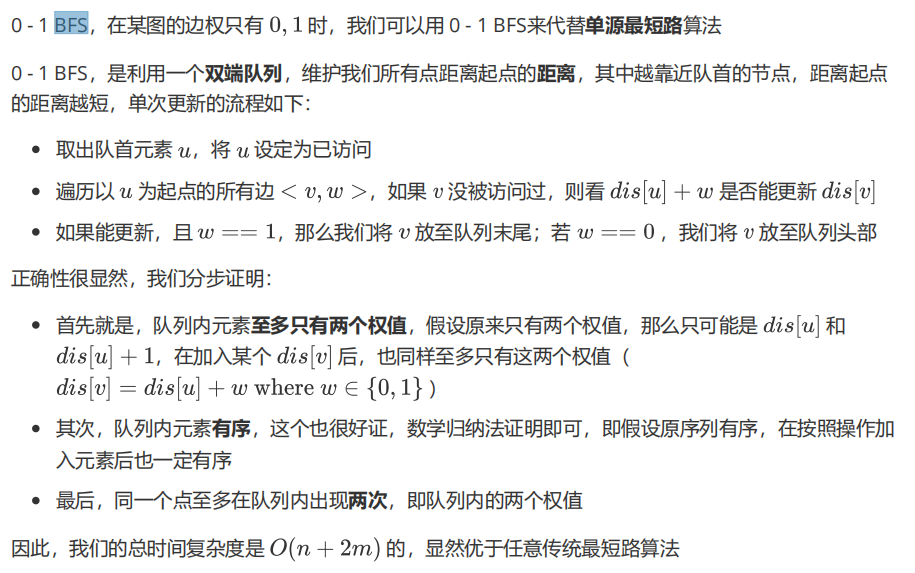 0 - 1 BFS，在某图的边权只有 0, 1 时，我们可以用 0 - 1 BFS来代替单源最短路算法
0 - 1 BFS，是利用一个双端队列，维护我们所有点距离起点的距离，其中越靠近队首的节点，距离起点
的距离越短，单次更新的流程如下：
• 取出队首元素 u，将 u 设定为已访问
• 遍历以 u 为起点的所有边 < v, w >，如果 v 没被访问过，则看 dis[u] + w 是否能更新 dis[v]
• 如果能更新，且 w == 1，那么我们将 v 放至队列末尾；若 w == 0 ，我们将 v 放至队列头部
正确性很显然，我们分步证明：
• 首先就是，队列内元素至多只有两个权值，假设原来只有两个权值，那么只可能是 dis[u] 和
dis[u] + 1，在加入某个 dis[v] 后，也同样至多只有这两个权值（
dis[v] = dis[u] + w where w ∈ {0, 1} ）
• 其次，队列内元素有序，这个也很好证，数学归纳法证明即可，即假设原序列有序，在按照操作加
入元素后也一定有序
• 最后，同一个点至多在队列内出现两次，即队列内的两个权值
因此，我们的总时间复杂度是 O(n + 2m) 的，显然优于任意传统最短路算法